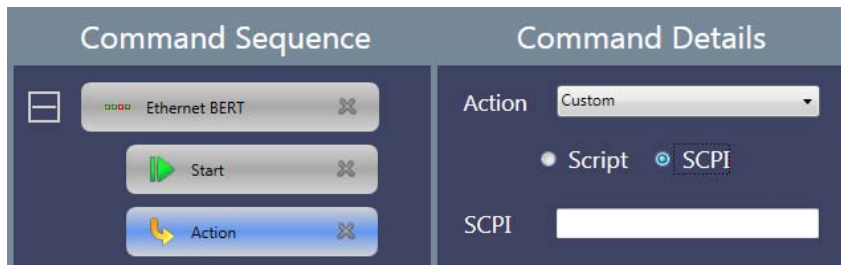 Command Sequence
Ethernet BERT
Start
Action
Command Details
Action Custom
Script SCPI
SCPI